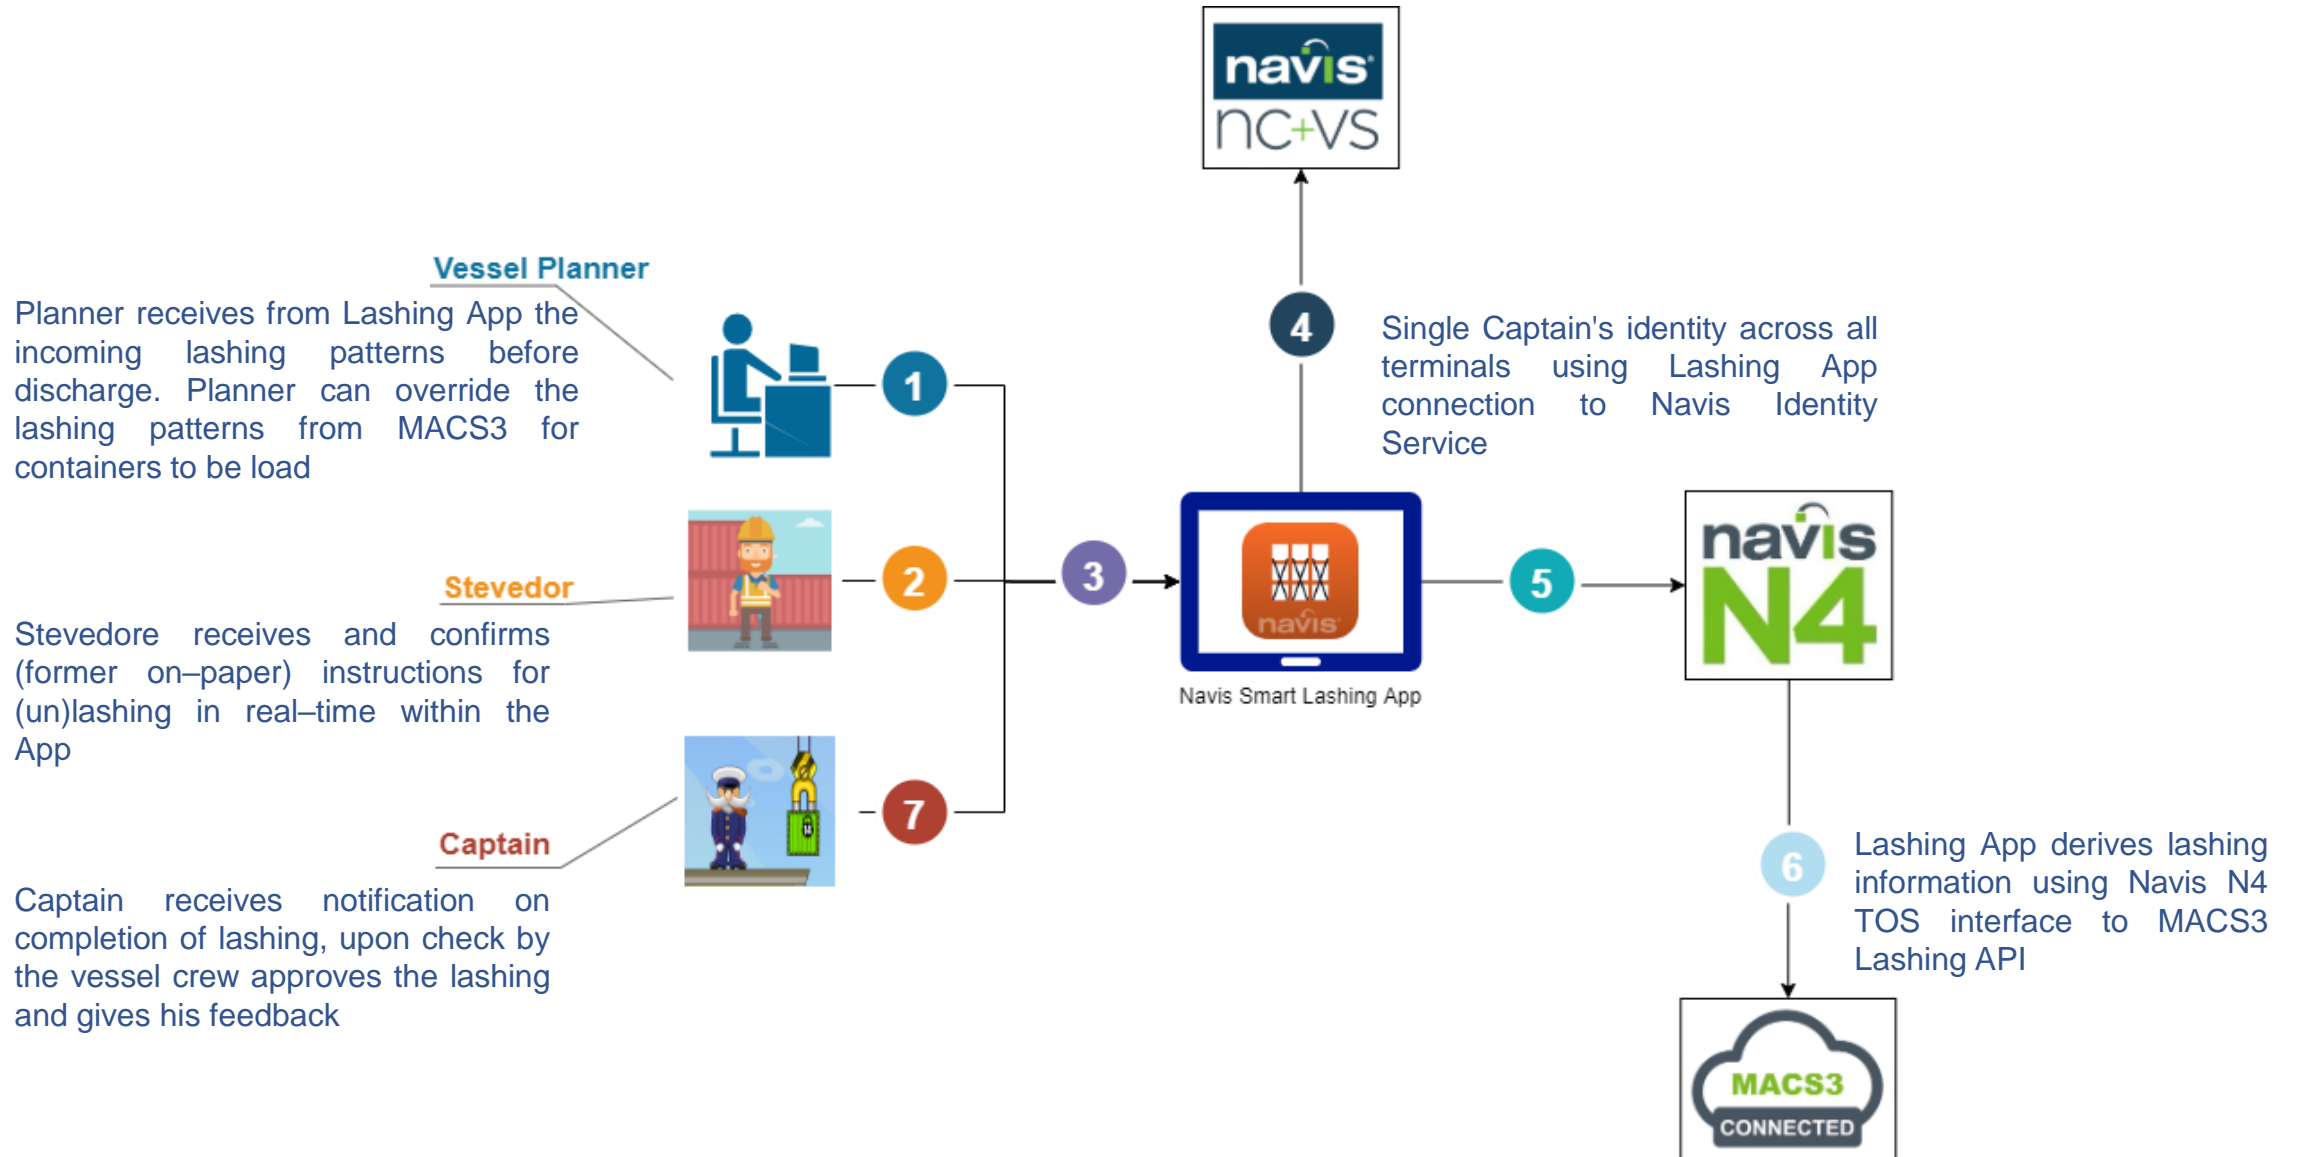 navis
nc+vs
Vessel Planner
Planner receives from Lashing App the
incoming lashing patterns before
discharge. Planner can override the
lashing patterns from MACS3 for
containers to be load
1
4
Single Captain's identity across all
terminals using Lashing App
connection to Navis Identity
Service
Stevedor
Stevedore receives and confirms
(former on–paper) instructions for
(un)lashing in real–time within the
App
2
3
navis
Navis Smart Lashing App
5
navis
N4
Captain
Captain receives notification on
completion of lashing, upon check by
the vessel crew approves the lashing
and gives his feedback
14
7
6
Lashing App derives lashing
information using Navis N4
TOS interface to MACS3
Lashing API
MACS3
CONNECTED